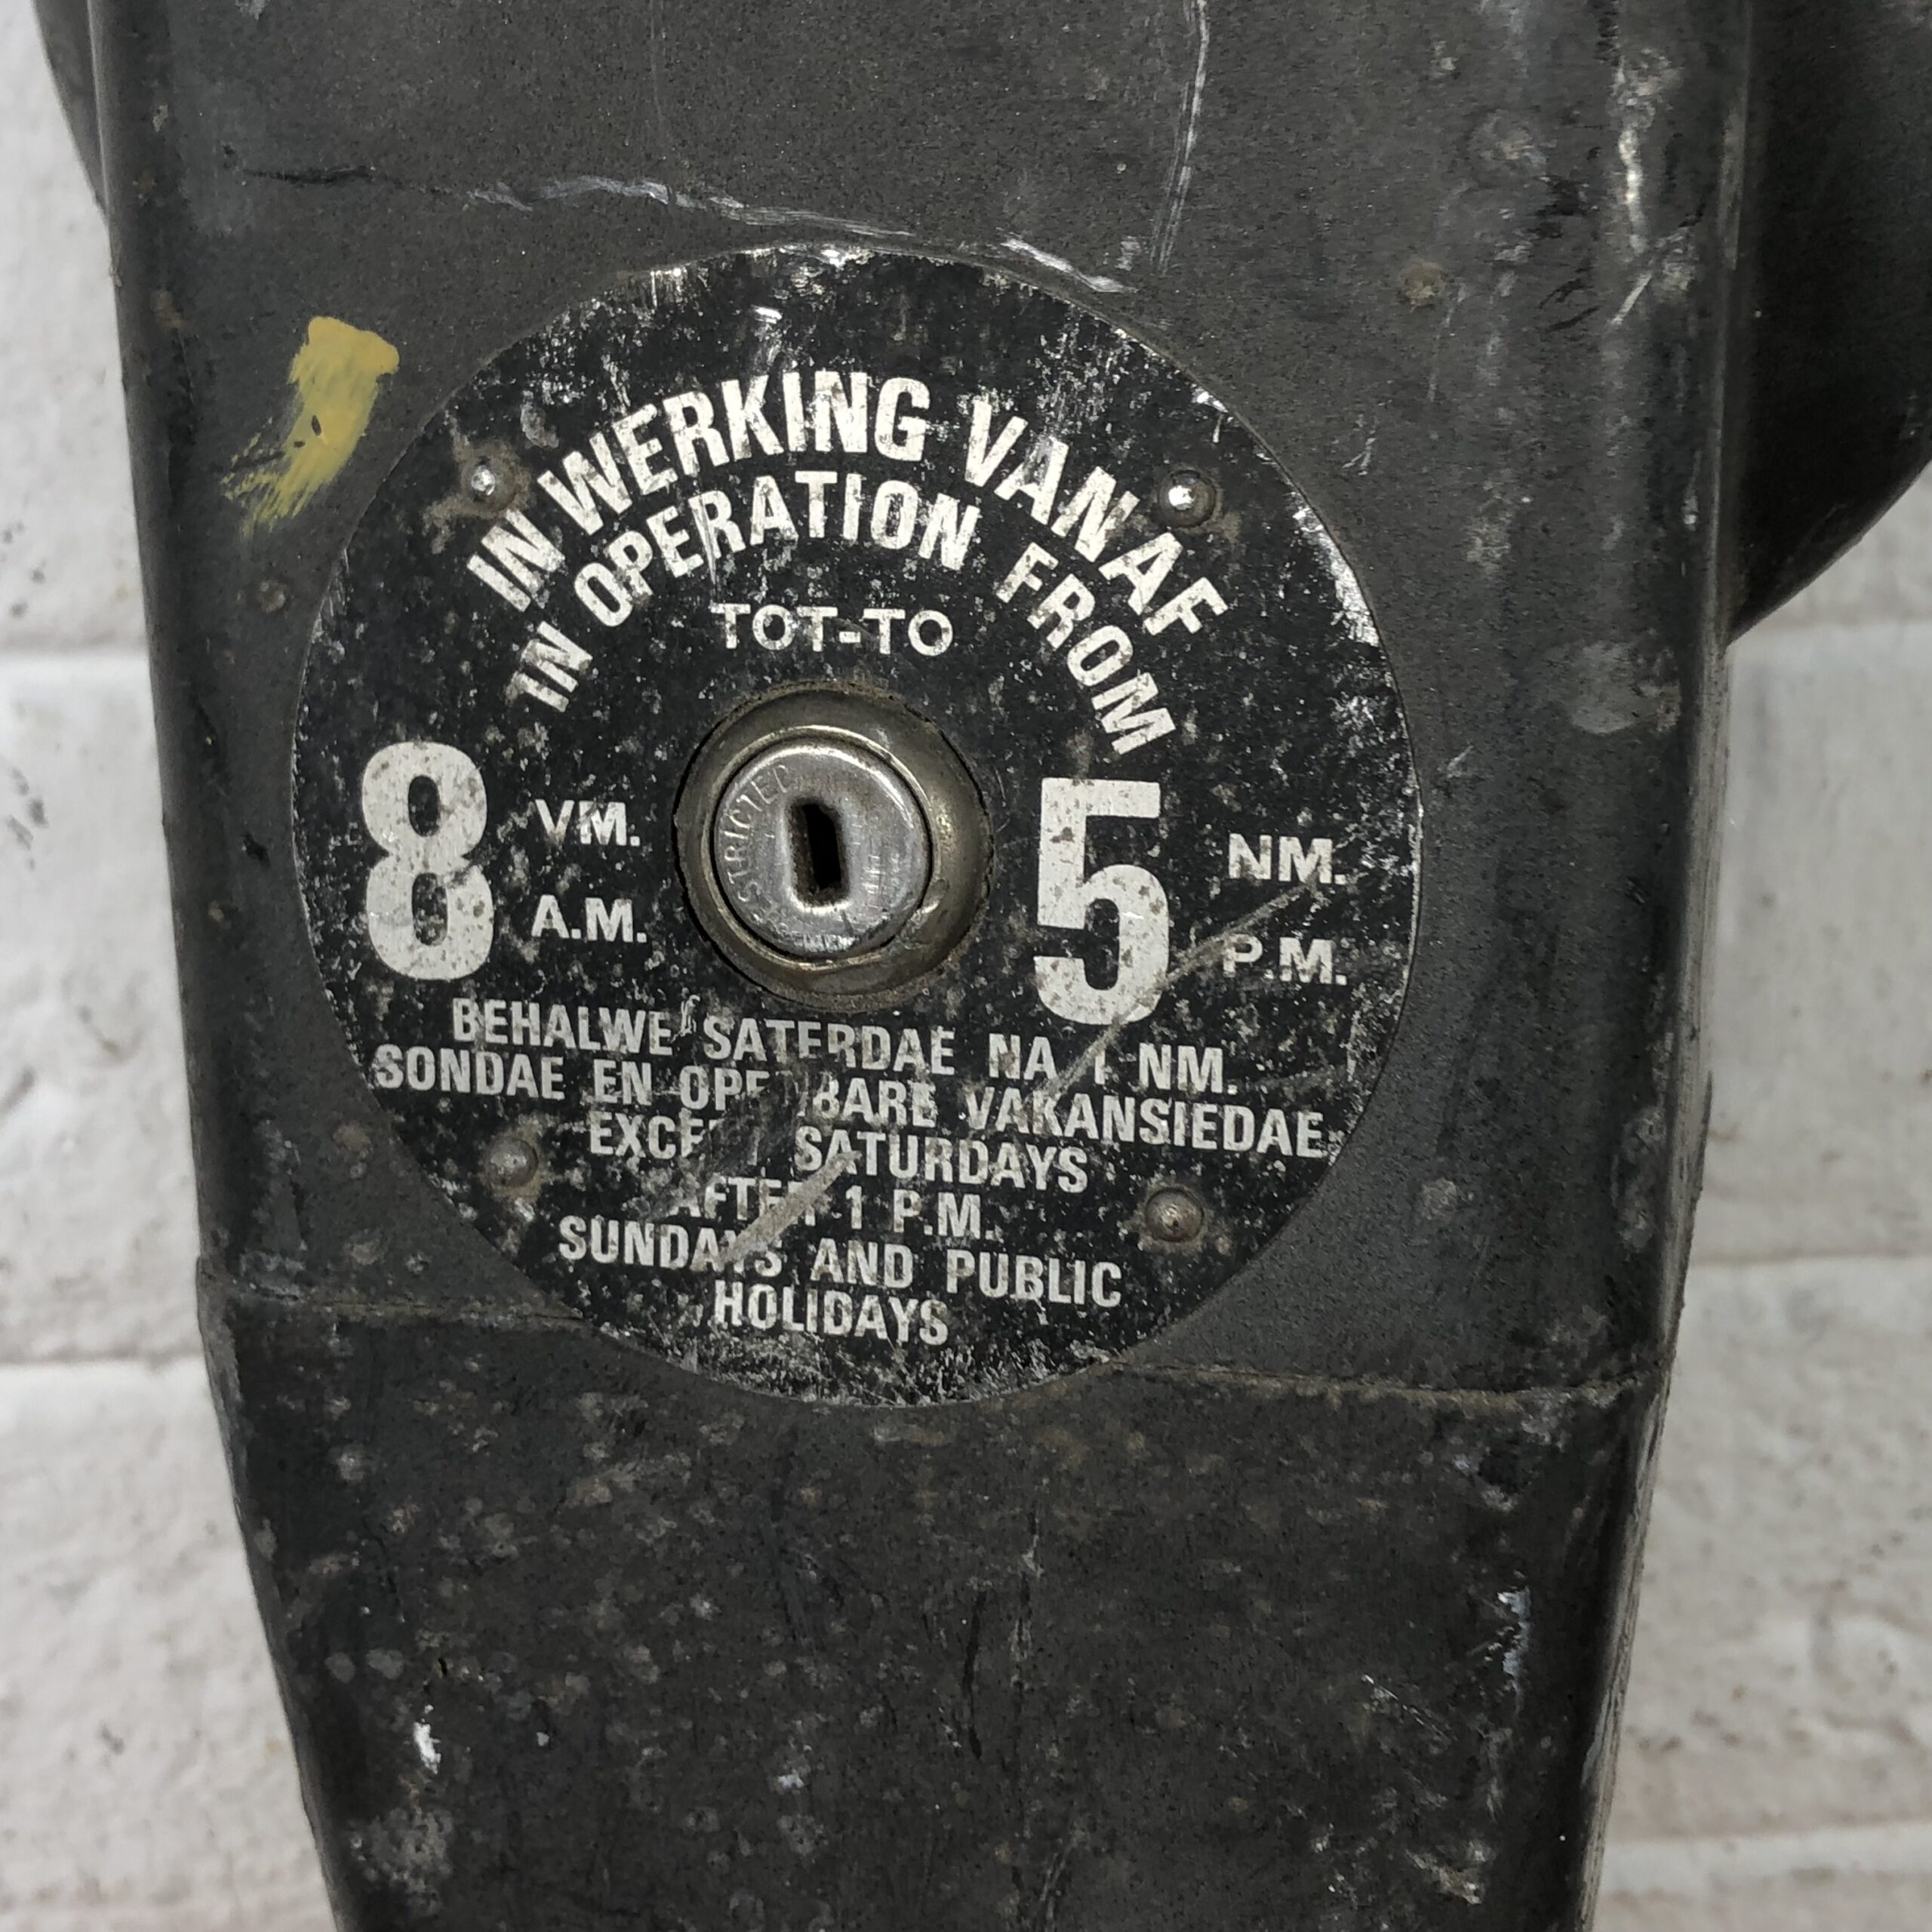 IN WERKING VANAF
IN OPERATION FROM
TOT-TO
8 VM. A.M.
5 NM. P.M.
BEHALWE SATERDAE NA 1 NM.
SONDAE EN OPENBARE VAKANSIEDAE
EXCEPT SATURDAYS
AFTER 1 P.M.
SUNDAYS AND PUBLIC
HOLIDAYS